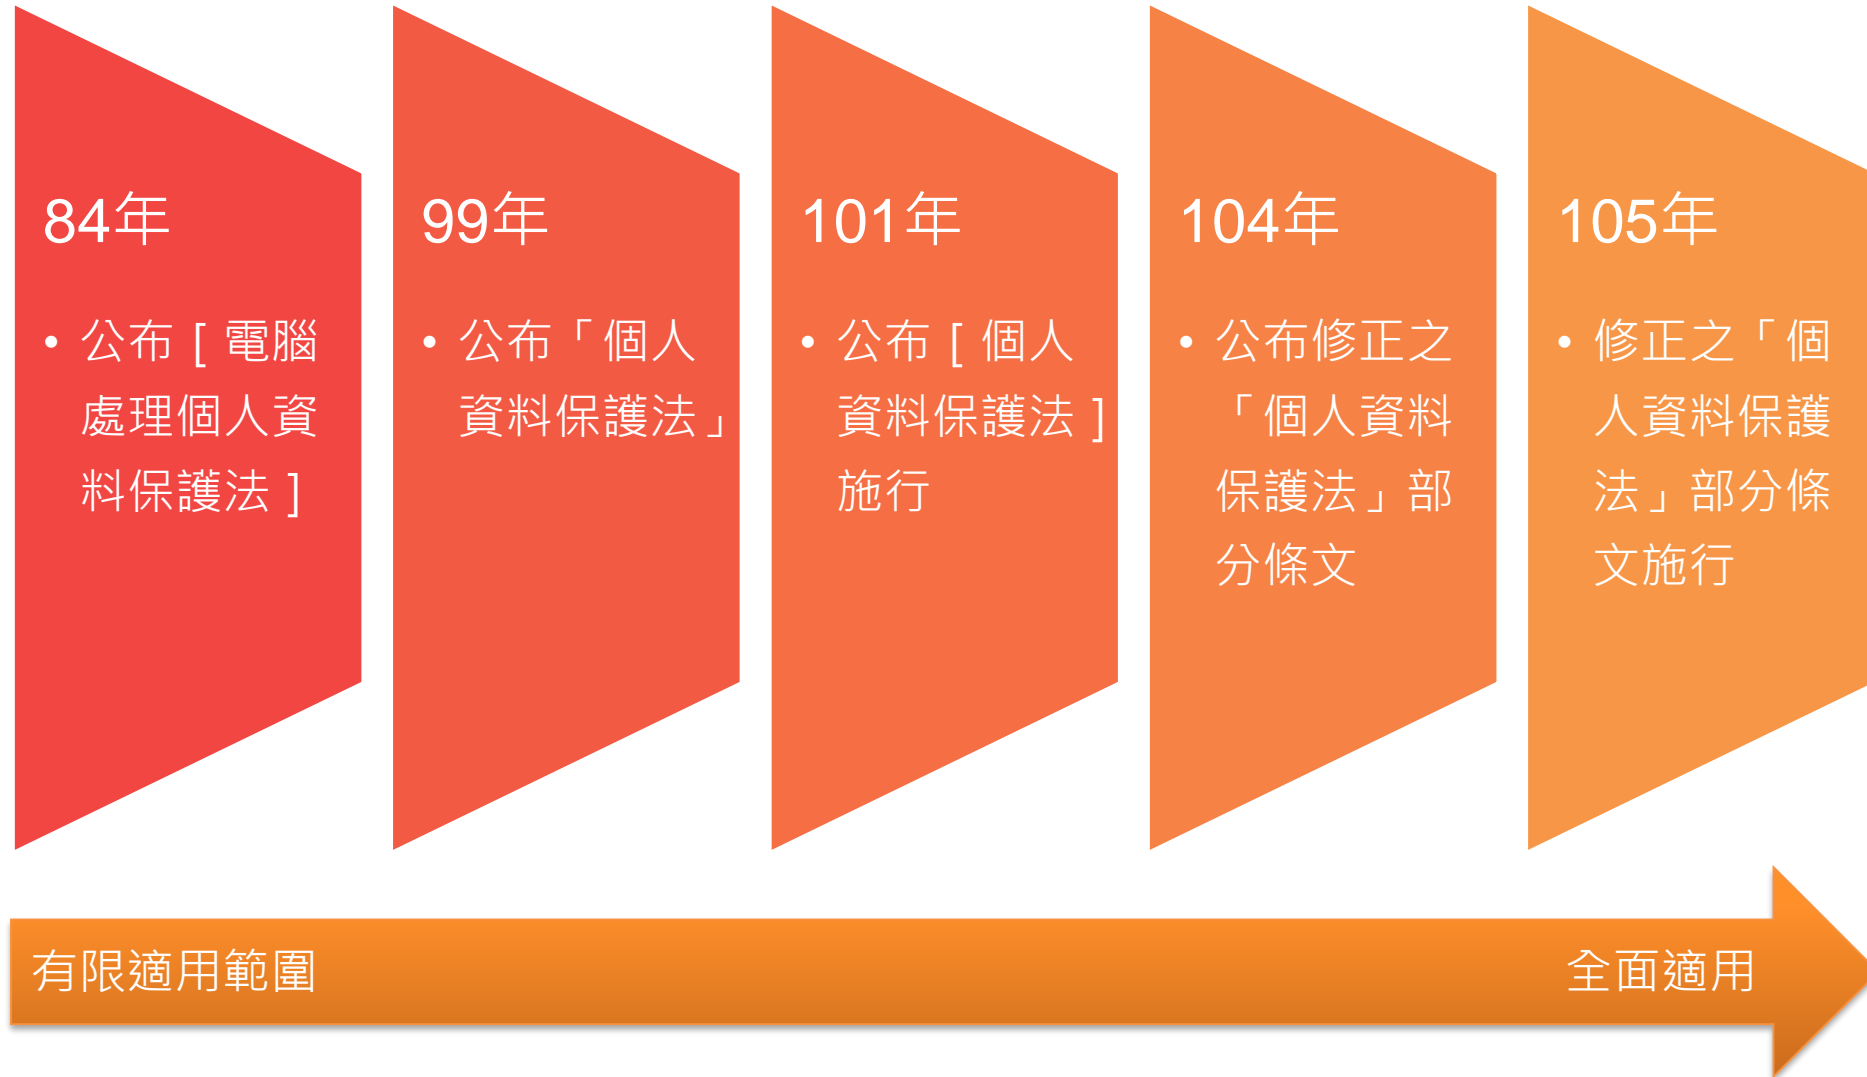 84年
• 公布[電腦
處理個人資
料保護法]
99年
• 公布「個人
資料保護法」
101年
• 公布[個人
資料保護法]
施行
104年
• 公布修正之
「個人資料
保護法」部
分條文
105年
• 修正之「個
人資料保護
法」部分條
文施行
有限適用範圍
全面適用